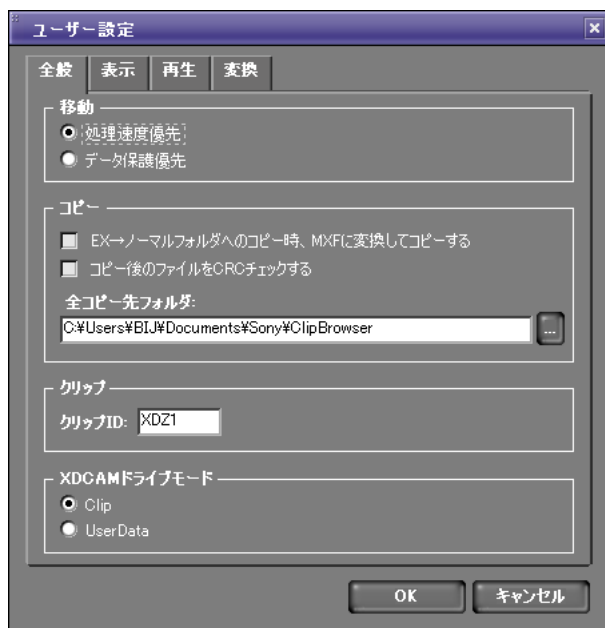 ユーザー設定
全般 表示 再生 変換
移動
処理速度優先
データ保護優先
コピー
EX→ノーマルフォルダへのコピー時、MXFに変換してコピーする
コピー後のファイルをCRCチェックする
全コピー先フォルダ:
C:¥Users¥BIJ¥Documents¥Sony¥ClipBrowser ...
クリップ
クリップID: XDZ1
XDCAMドライブモード
Clip
UserData
OK キャンセル